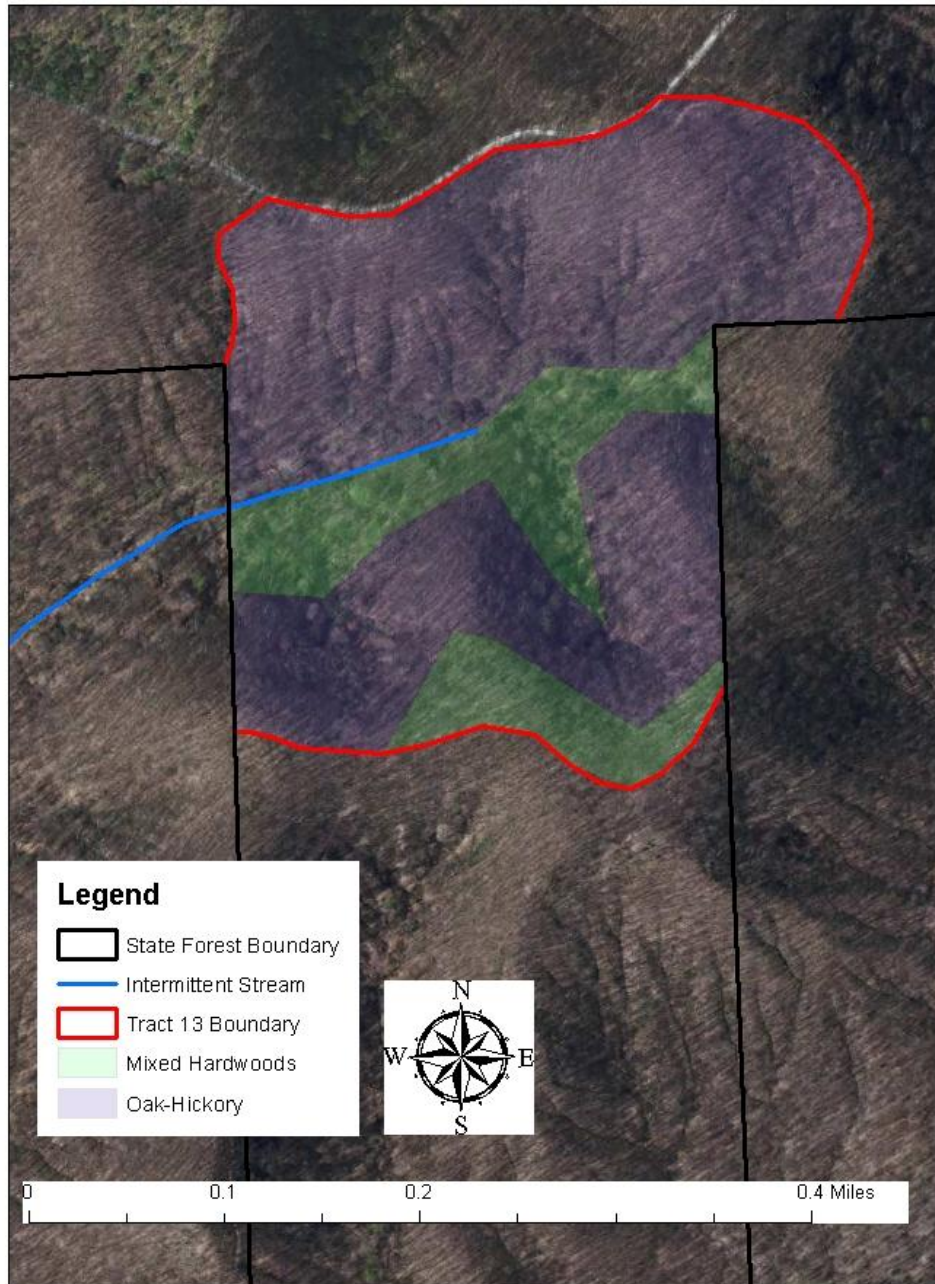 Legend
State Forest Boundary
Intermittent Stream
Tract 13 Boundary
Mixed Hardwoods
Oak-Hickory
N
W E
S
0 0.1 0.2 0.4 Miles